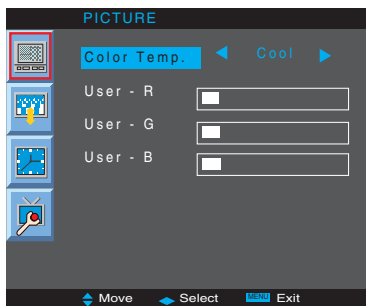 PICTURE
Color Temp. Cool
User - R
User - G
User - B
Move Select MENU Exit